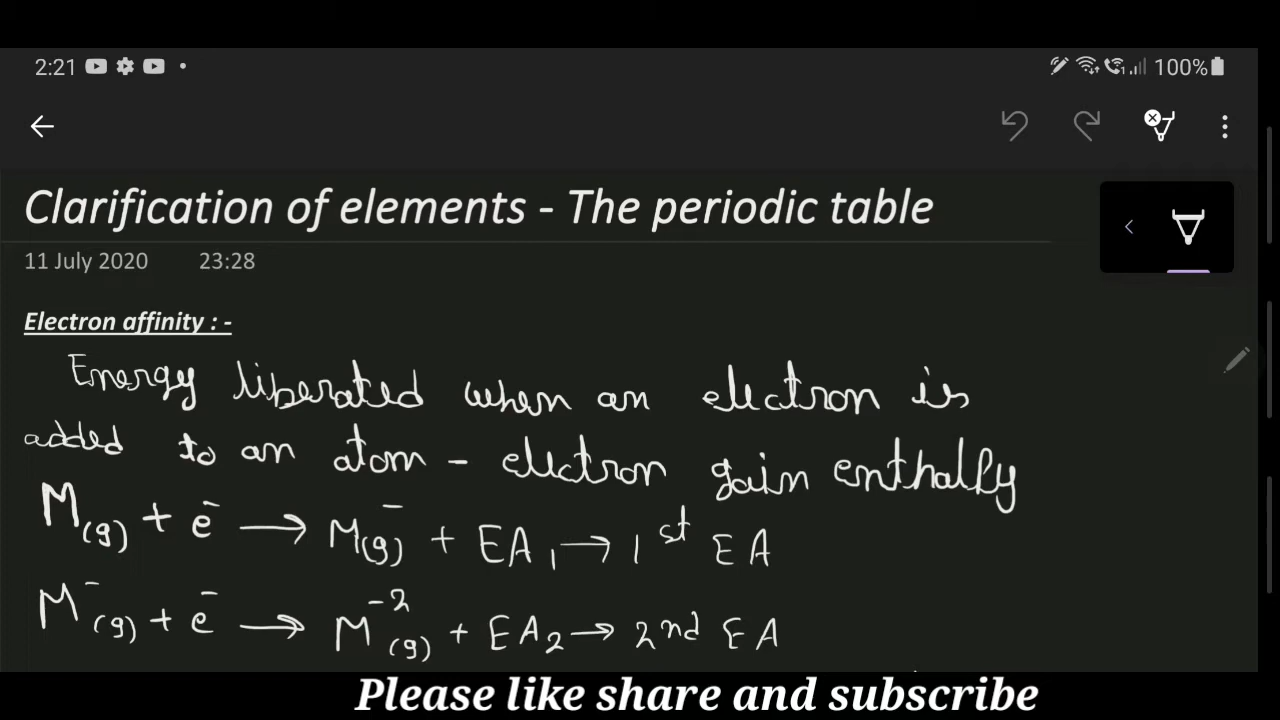 2:21 100%
Clarification of elements - The periodic table
11 July 2020 23:28
Electron affinity : -
Energy liberated when an electron is
added to an atom - electron gain enthalpy
M(g) + e⁻ → M(g)⁻ + EA₁ → 1st EA
M⁻(g) + e⁻ → M⁻²(g) + EA₂ → 2nd EA
Please like share and subscribe